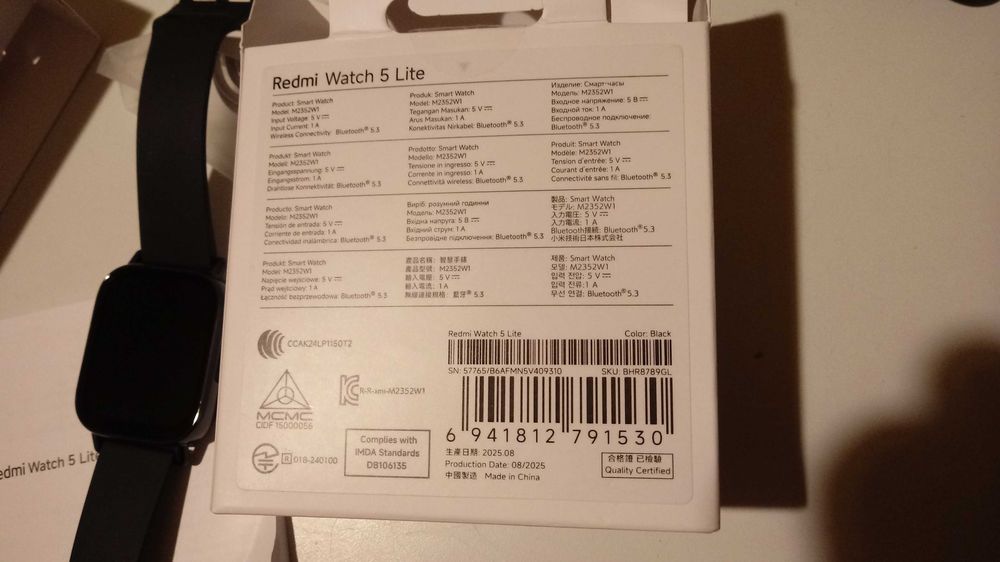 Redmi Watch 5 Lite
Product: Smart Watch
Model: M2352W1
Input Voltage: 5 V
Input Current: 1 A
Wireless Connectivity: Bluetooth® 5.3
Produk: Smart Watch
Model: M2352W1
Tegangan Masukan: 5 V
Arus Masukan: 1 A
Konektivitas Nirkabel: Bluetooth® 5.3
Изделие: Смарт-часы
Модель: M2352W1
Входное напряжение: 5 В
Входной ток: 1 А
Беспроводное подключение:
Bluetooth® 5.3
Produkt: Smart Watch
Modell: M2352W1
Eingangsspannung: 5 V
Eingangsstrom: 1 A
Drahtlose Konnektivität: Bluetooth® 5.3
Prodotto: Smart Watch
Modello: M2352W1
Tensione in ingresso: 5 V
Corrente in ingresso: 1 A
Connettività wireless: Bluetooth® 5.3
Produit: Smart Watch
Modèle: M2352W1
Tension d'entrée: 5 V
Courant d'entrée: 1 A
Connectivité sans fil: Bluetooth® 5.3
Producto: Smart Watch
Modelo: M2352W1
Tensión de entrada: 5 V
Corriente de entrada: 1 A
Conectividad inalámbrica: Bluetooth® 5.3
Виріб: розумний годинник
Модель: M2352W1
Вхідна напруга: 5 В
Вхідний струм: 1 А
Безпровідне підключення: Bluetooth® 5.3
製品: Smart Watch
モデル: M2352W1
入力電圧: 5 V
入力電流: 1 A
Bluetooth接続: Bluetooth®5.3
小米技術日本株式会社
Produkt: Smart Watch
Model: M2352W1
Napięcie wejściowe: 5 V
Prąd wejściowy: 1 A
Łączność bezprzewodowa: Bluetooth® 5.3
產品名稱: 智慧手錶
產品型號: M2352W1
輸入電壓: 5 V
輸入電流: 1 A
無線連接規格: 藍牙® 5.3
제품: Smart Watch
모델: M2352W1
입력 전압: 5 V
입력 전류: 1 A
무선 연결: Bluetooth®5.3
CCAK24LP1150T2
MCMC
CIDF 15000056
R-R-xmi-M2352W1
R 018-240100
Complies with
IMDA Standards
DB106135
Redmi Watch 5 Lite Color: Black
SN: 57765/B6AFMN5V409310 SKU: BHR8789GL
6 941812 791530
生產日期: 2025.08
Production Date: 08/2025
中國製造 Made in China
合格證 已檢驗
Quality Certified
edmi Watch 5 Lite